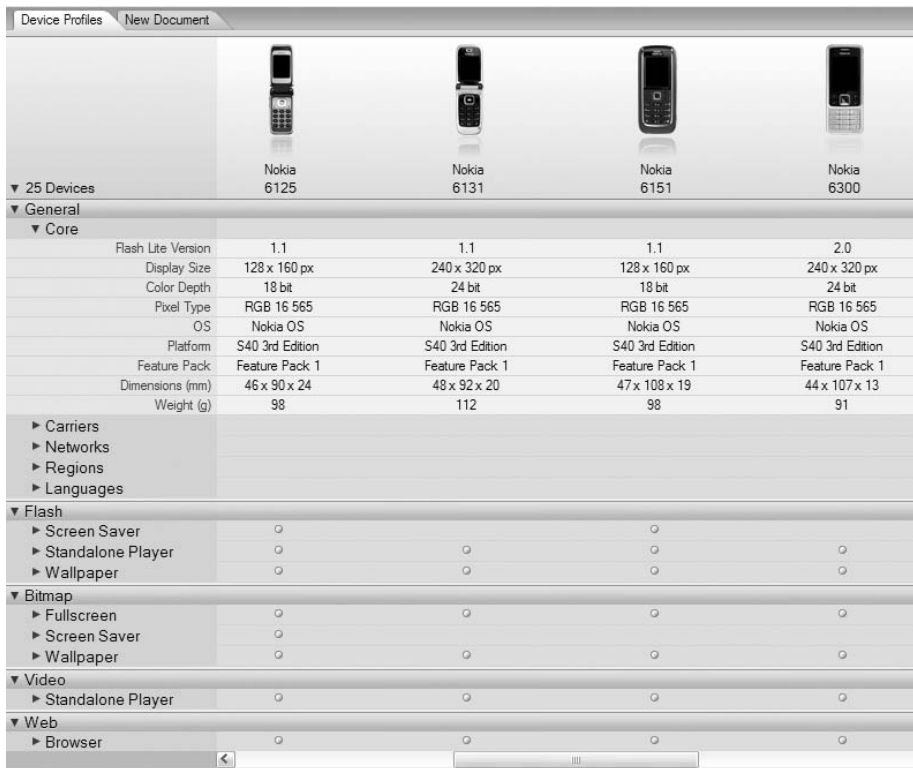 Device Profiles New Document
Nokia Nokia Nokia Nokia
25 Devices 6125 6131 6151 6300
General
Core
Flash Lite Version 1.1 1.1 1.1 2.0
Display Size 128 x 160 px 240 x 320 px 128 x 160 px 240 x 320 px
Color Depth 18 bit 24 bit 18 bit 24 bit
Pixel Type RGB 16 565 RGB 16 565 RGB 16 565 RGB 16 565
OS Nokia OS Nokia OS Nokia OS Nokia OS
Platform S40 3rd Edition S40 3rd Edition S40 3rd Edition S40 3rd Edition
Feature Pack Feature Pack 1 Feature Pack 1 Feature Pack 1 Feature Pack 1
Dimensions (mm) 46 x 90 x 24 48 x 92 x 20 47 x 108 x 19 44 x 107 x 13
Weight (g) 98 112 98 91
Carriers
Networks
Regions
Languages
Flash
Screen Saver
Standalone Player
Wallpaper
Bitmap
Fullscreen
Screen Saver
Wallpaper
Video
Standalone Player
Web
Browser